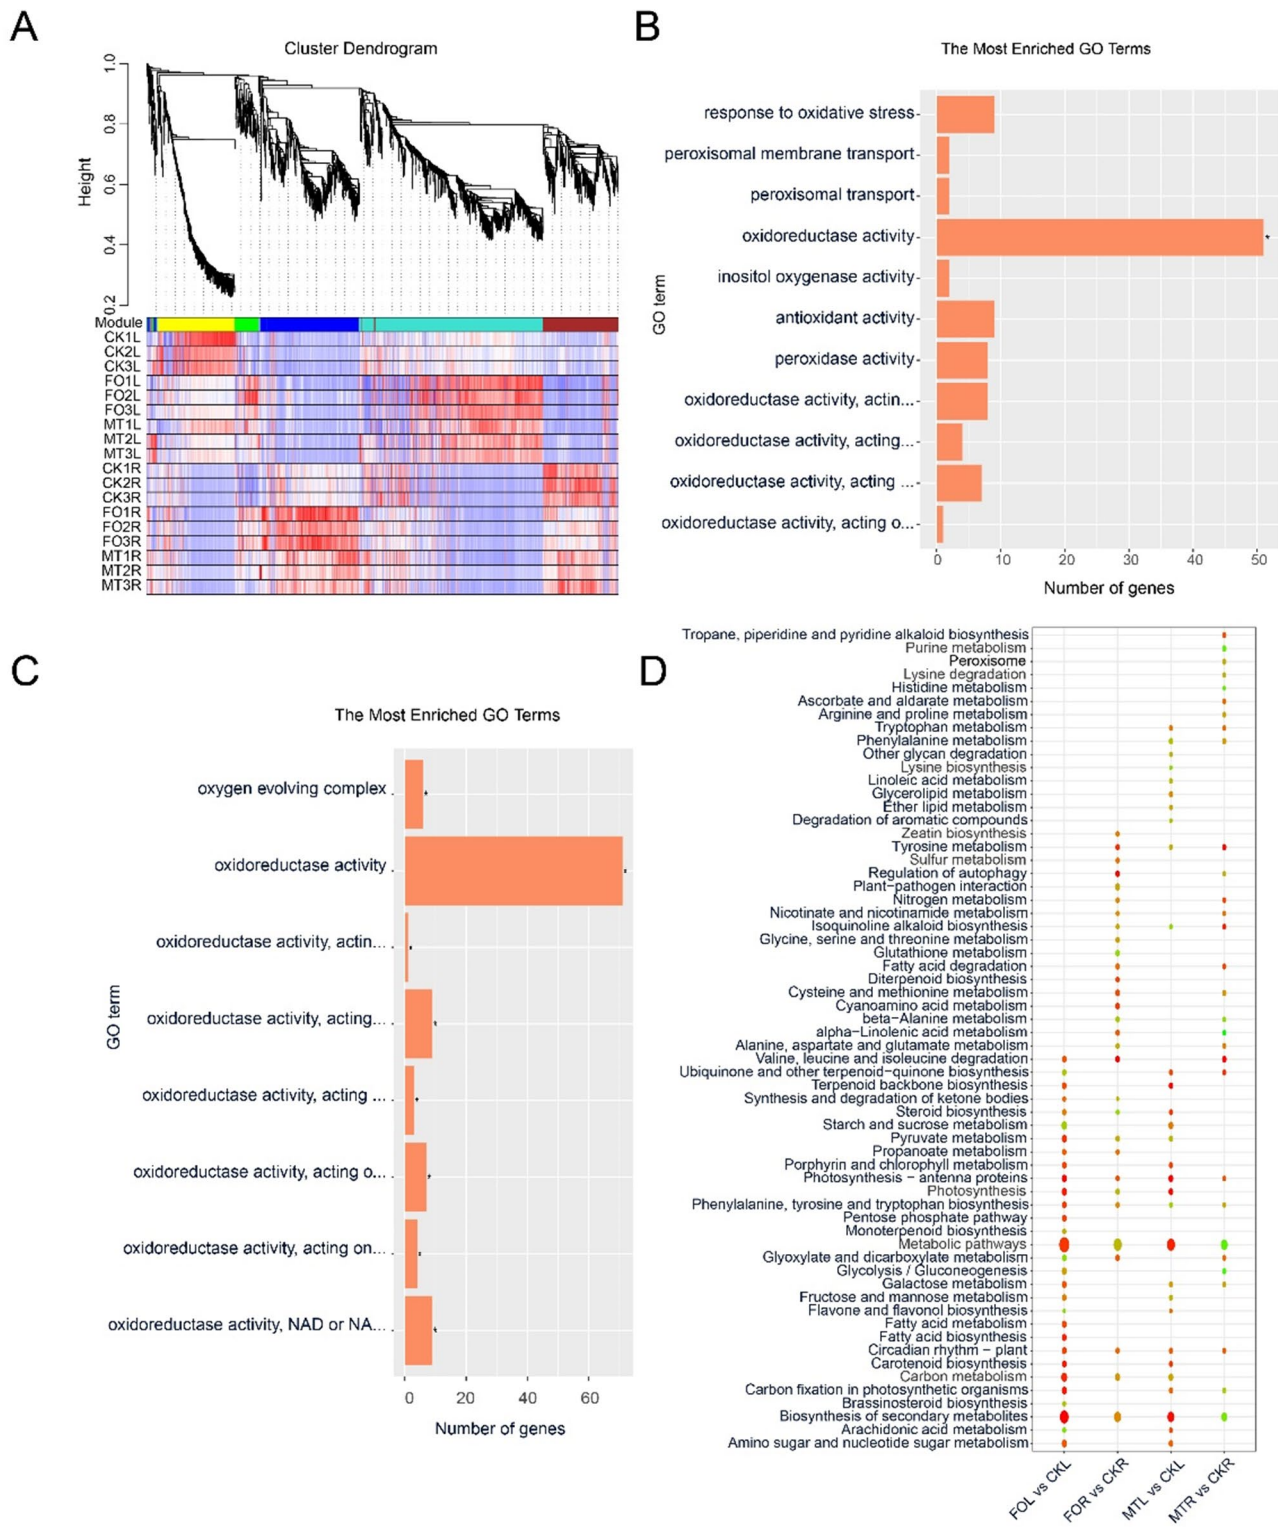 A
Cluster Dendrogram
Height
1.0
0.8
0.6
0.4
0.2
Module
CK1L
CK2L
CK3L
FO1L
FO2L
FO3L
MT1L
MT2L
MT3L
CK1R
CK2R
CK3R
FO1R
FO2R
FO3R
MT1R
MT2R
MT3R
B
The Most Enriched GO Terms
GO term
response to oxidative stress
peroxisomal membrane transport
peroxisomal transport
oxidoreductase activity
inositol oxygenase activity
antioxidant activity
peroxidase activity
oxidoreductase activity, actin...
oxidoreductase activity, acting...
oxidoreductase activity, acting ...
oxidoreductase activity, acting o...
0 10 20 30 40 50
Number of genes
C
The Most Enriched GO Terms
GO term
oxygen evolving complex
oxidoreductase activity
oxidoreductase activity, actin...
oxidoreductase activity, acting...
oxidoreductase activity, acting ...
oxidoreductase activity, acting o...
oxidoreductase activity, acting on...
oxidoreductase activity, NAD or NA...
0 20 40 60
Number of genes
D
Tropane, piperidine and pyridine alkaloid biosynthesis
Purine metabolism
Peroxisome
Lysine degradation
Histidine metabolism
Ascorbate and aldarate metabolism
Arginine and proline metabolism
Tryptophan metabolism
Phenylalanine metabolism
Other glycan degradation
Lysine biosynthesis
Linoleic acid metabolism
Glycerolipid metabolism
Ether lipid metabolism
Degradation of aromatic compounds
Zeatin biosynthesis
Tyrosine metabolism
Sulfur metabolism
Regulation of autophagy
Plant−pathogen interaction
Nitrogen metabolism
Nicotinate and nicotinamide metabolism
Isoquinoline alkaloid biosynthesis
Glycine, serine and threonine metabolism
Glutathione metabolism
Fatty acid degradation
Diterpenoid biosynthesis
Cysteine and methionine metabolism
Cyanoamino acid metabolism
beta−Alanine metabolism
alpha−Linolenic acid metabolism
Alanine, aspartate and glutamate metabolism
Valine, leucine and isoleucine degradation
Ubiquinone and other terpenoid−quinone biosynthesis
Terpenoid backbone biosynthesis
Synthesis and degradation of ketone bodies
Steroid biosynthesis
Starch and sucrose metabolism
Pyruvate metabolism
Propanoate metabolism
Porphyrin and chlorophyll metabolism
Photosynthesis − antenna proteins
Photosynthesis
Phenylalanine, tyrosine and tryptophan biosynthesis
Pentose phosphate pathway
Monoterpenoid biosynthesis
Metabolic pathways
Glyoxylate and dicarboxylate metabolism
Glycolysis / Gluconeogenesis
Galactose metabolism
Fructose and mannose metabolism
Flavone and flavonol biosynthesis
Fatty acid metabolism
Fatty acid biosynthesis
Circadian rhythm − plant
Carotenoid biosynthesis
Carbon metabolism
Carbon fixation in photosynthetic organisms
Brassinosteroid biosynthesis
Biosynthesis of secondary metabolites
Arachidonic acid metabolism
Amino sugar and nucleotide sugar metabolism
FOL vs CKL
FOR vs CKR
MTL vs CKL
MTR vs CKR